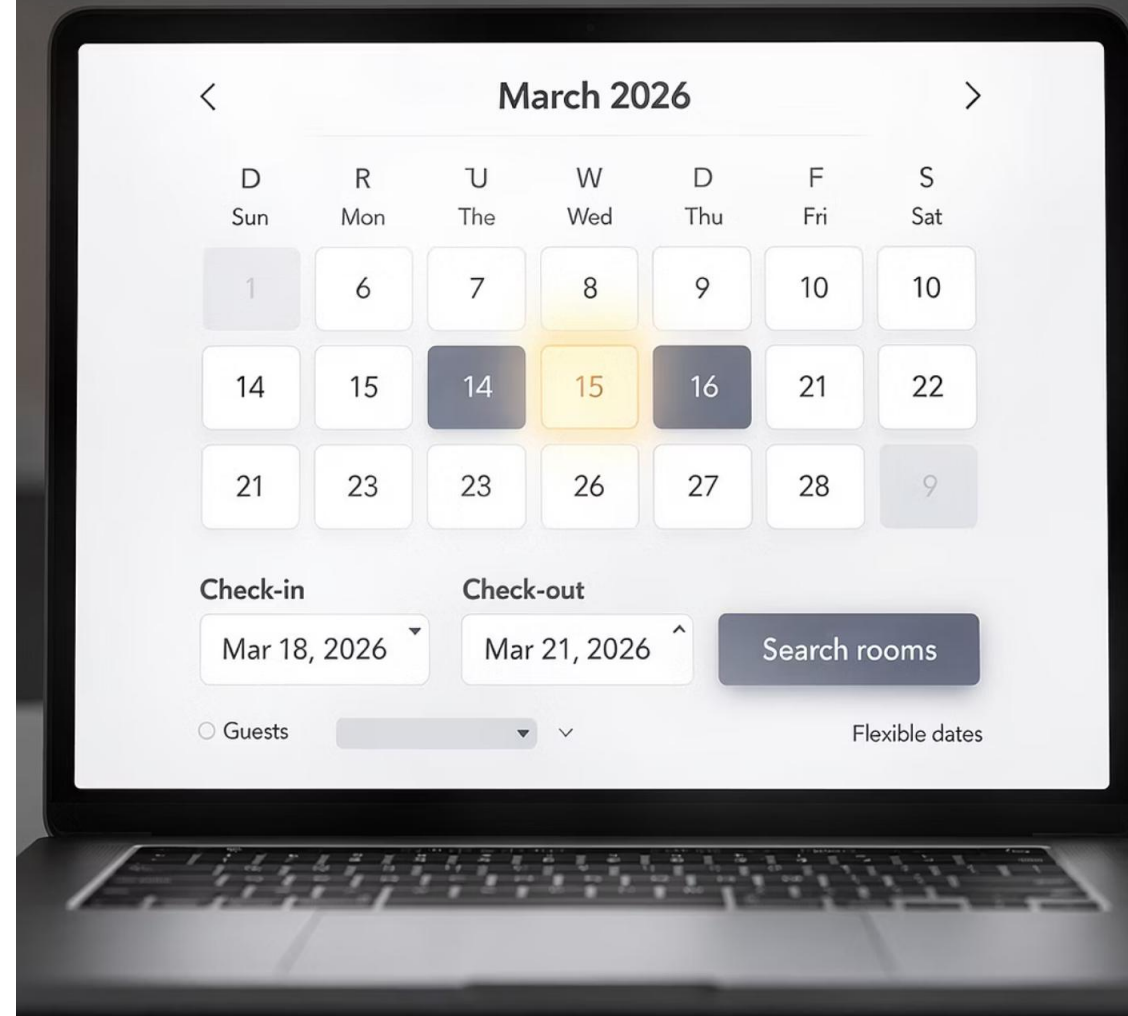 March 2026
D R U W D F S
Sun Mon The Wed Thu Fri Sat
1 6 7 8 9 10 10
14 15 14 15 16 21 22
21 23 23 26 27 28 9
Check-in Check-out
Mar 18, 2026 Mar 21, 2026 Search rooms
Guests Flexible dates